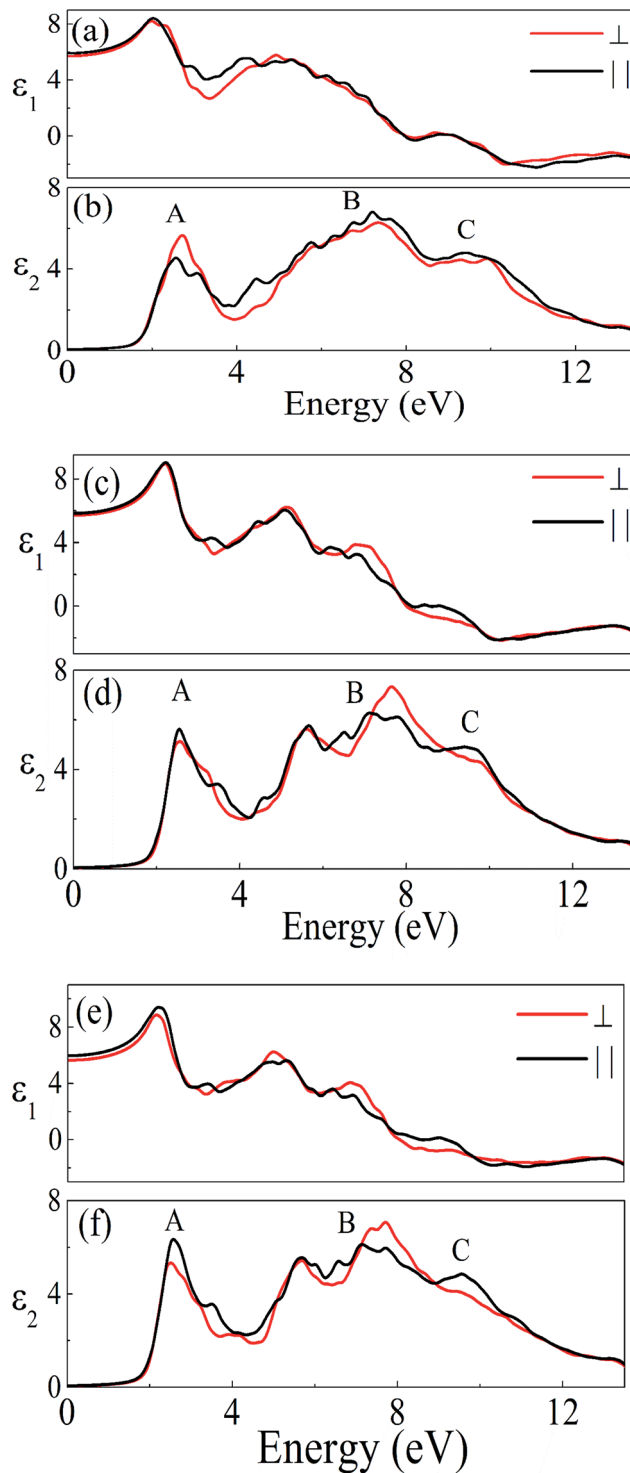 (a)
⊥
||
8
4
0
ε1
(b)
A
B
C
8
4
0
ε2
0 4 8 12
Energy (eV)
(c)
⊥
||
8
4
0
ε1
(d)
A
B
C
8
4
0
ε2
0 4 8 12
Energy (eV)
(e)
⊥
||
8
4
0
ε1
(f)
A
B
C
8
4
0
ε2
0 4 8 12
Energy (eV)